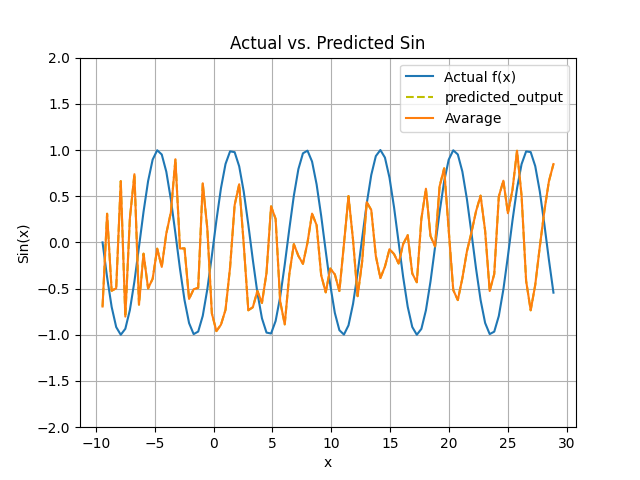 Actual vs. Predicted Sin
2.0
1.5
1.0
0.5
0.0
−0.5
−1.0
−1.5
−2.0
Sin(x)
Actual f(x)
predicted_output
Avarage
−10 −5 0 5 10 15 20 25 30
x